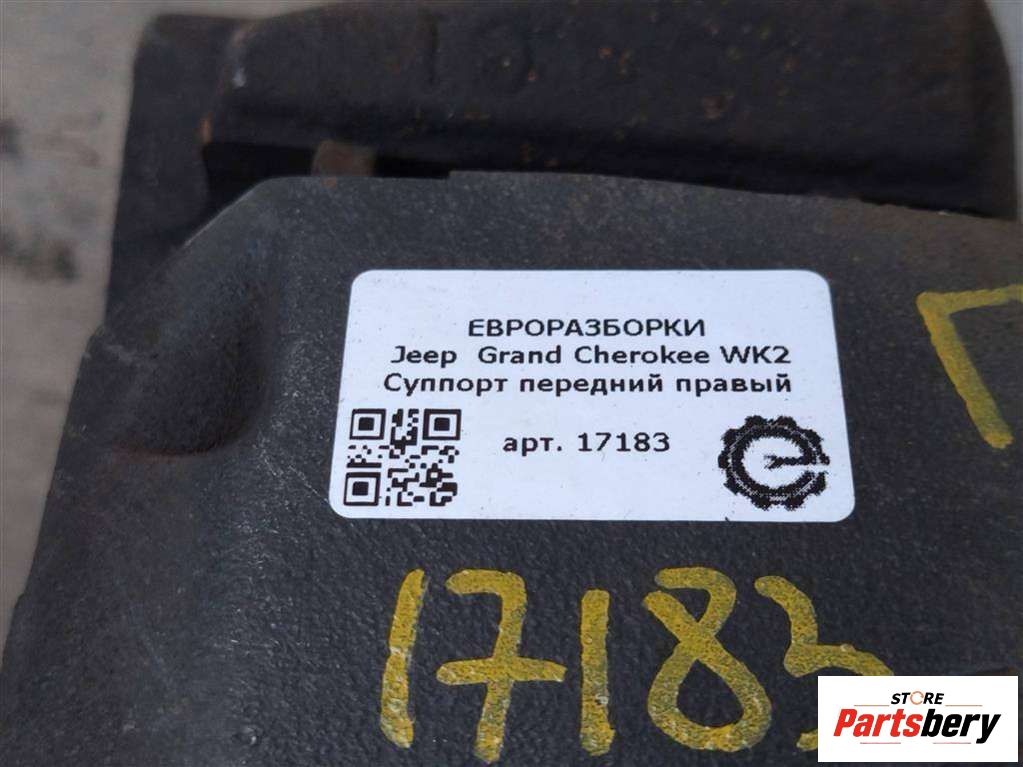 ЕВРОРАЗБОРКИ
Jeep Grand Cherokee WK2
Суппорт передний правый
арт. 17183
17183
STORE
Partsbery